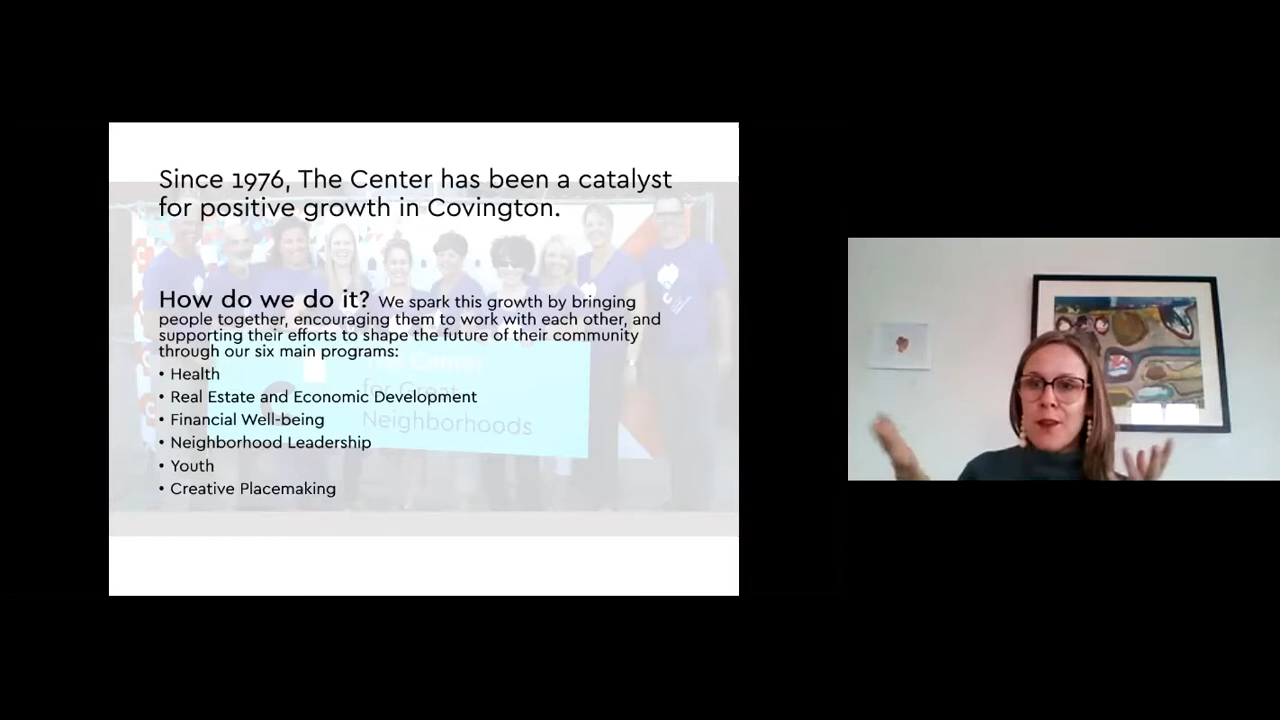 Since 1976, The Center has been a catalyst
for positive growth in Covington.
How do we do it? We spark this growth by bringing
people together, encouraging them to work with each other, and
supporting their efforts to shape the future of their community
through our six main programs:
• Health
• Real Estate and Economic Development
• Financial Well-being
• Neighborhood Leadership
• Youth
• Creative Placemaking
The Center
for Great
Neighborhoods